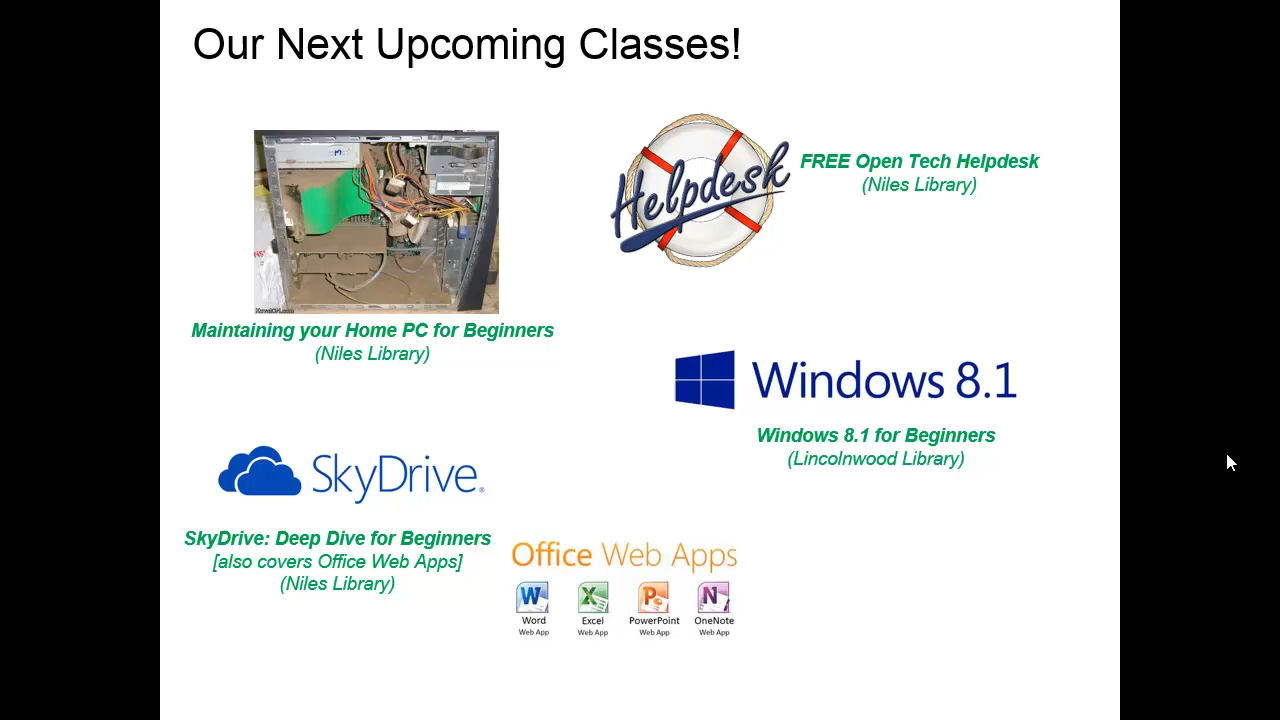 Our Next Upcoming Classes!
Helpdesk
FREE Open Tech Helpdesk
(Niles Library)
Maintaining your Home PC for Beginners
(Niles Library)
Windows 8.1
Windows 8.1 for Beginners
(Lincolnwood Library)
SkyDrive
SkyDrive: Deep Dive for Beginners
[also covers Office Web Apps]
(Niles Library)
Office Web Apps
Word Excel PowerPoint OneNote
Web App Web App Web App Web App